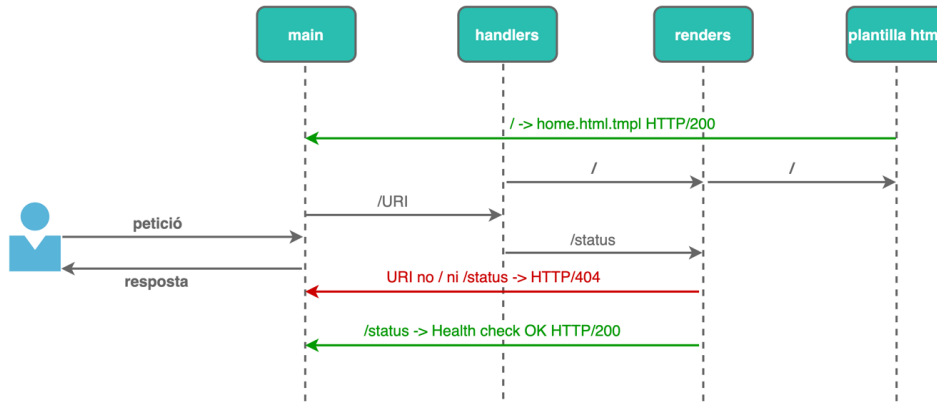 main
handlers
renders
plantilla htm
/ -> home.html.tmpl HTTP/200
/
/
/URI
petició
/status
resposta
URI no / ni /status -> HTTP/404
/status -> Health check OK HTTP/200